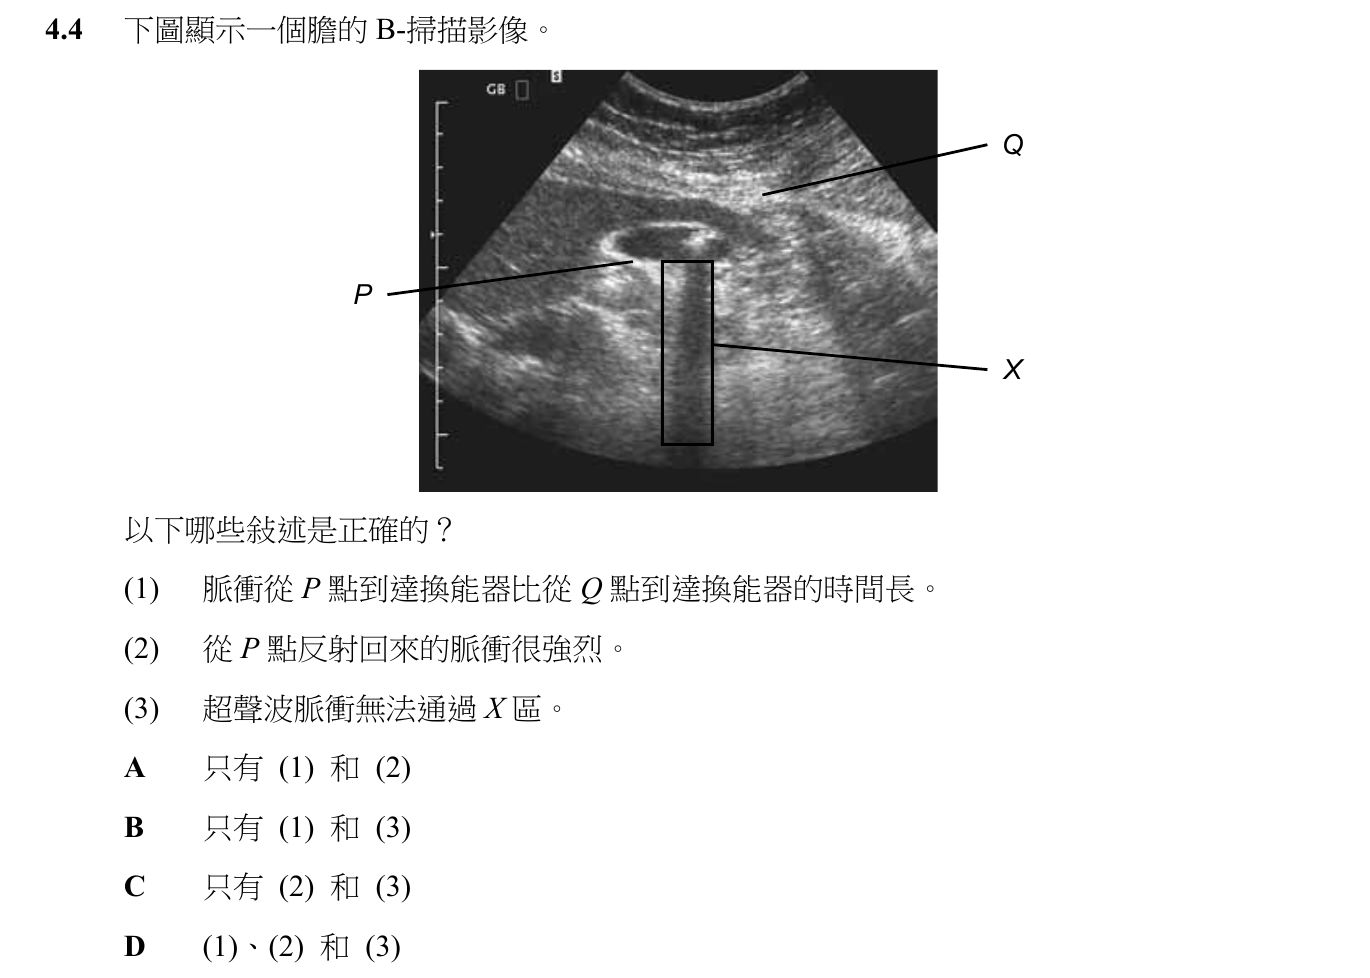 4.4 下圖顯示一個膽的 B-掃描影像。
GB
S
Q
P
X
以下哪些敍述是正確的？
(1) 脈衝從 P 點到達換能器比從 Q 點到達換能器的時間長。
(2) 從 P 點反射回來的脈衝很強烈。
(3) 超聲波脈衝無法通過 X 區。
A 只有 (1) 和 (2)
B 只有 (1) 和 (3)
C 只有 (2) 和 (3)
D (1)、(2) 和 (3)